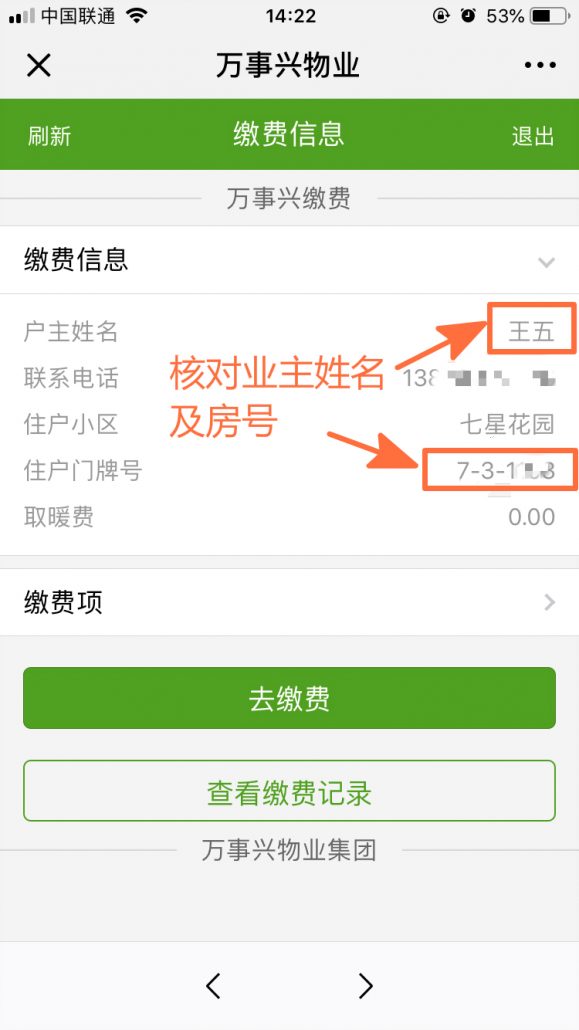 中国联通 14:22 53%
万事兴物业
刷新 缴费信息 退出
万事兴缴费
缴费信息
户主姓名 王五
联系电话 138
住户小区 七星花园
住户门牌号 7-3-1
取暖费 0.00
核对业主姓名
及房号
缴费项
去缴费
查看缴费记录
万事兴物业集团